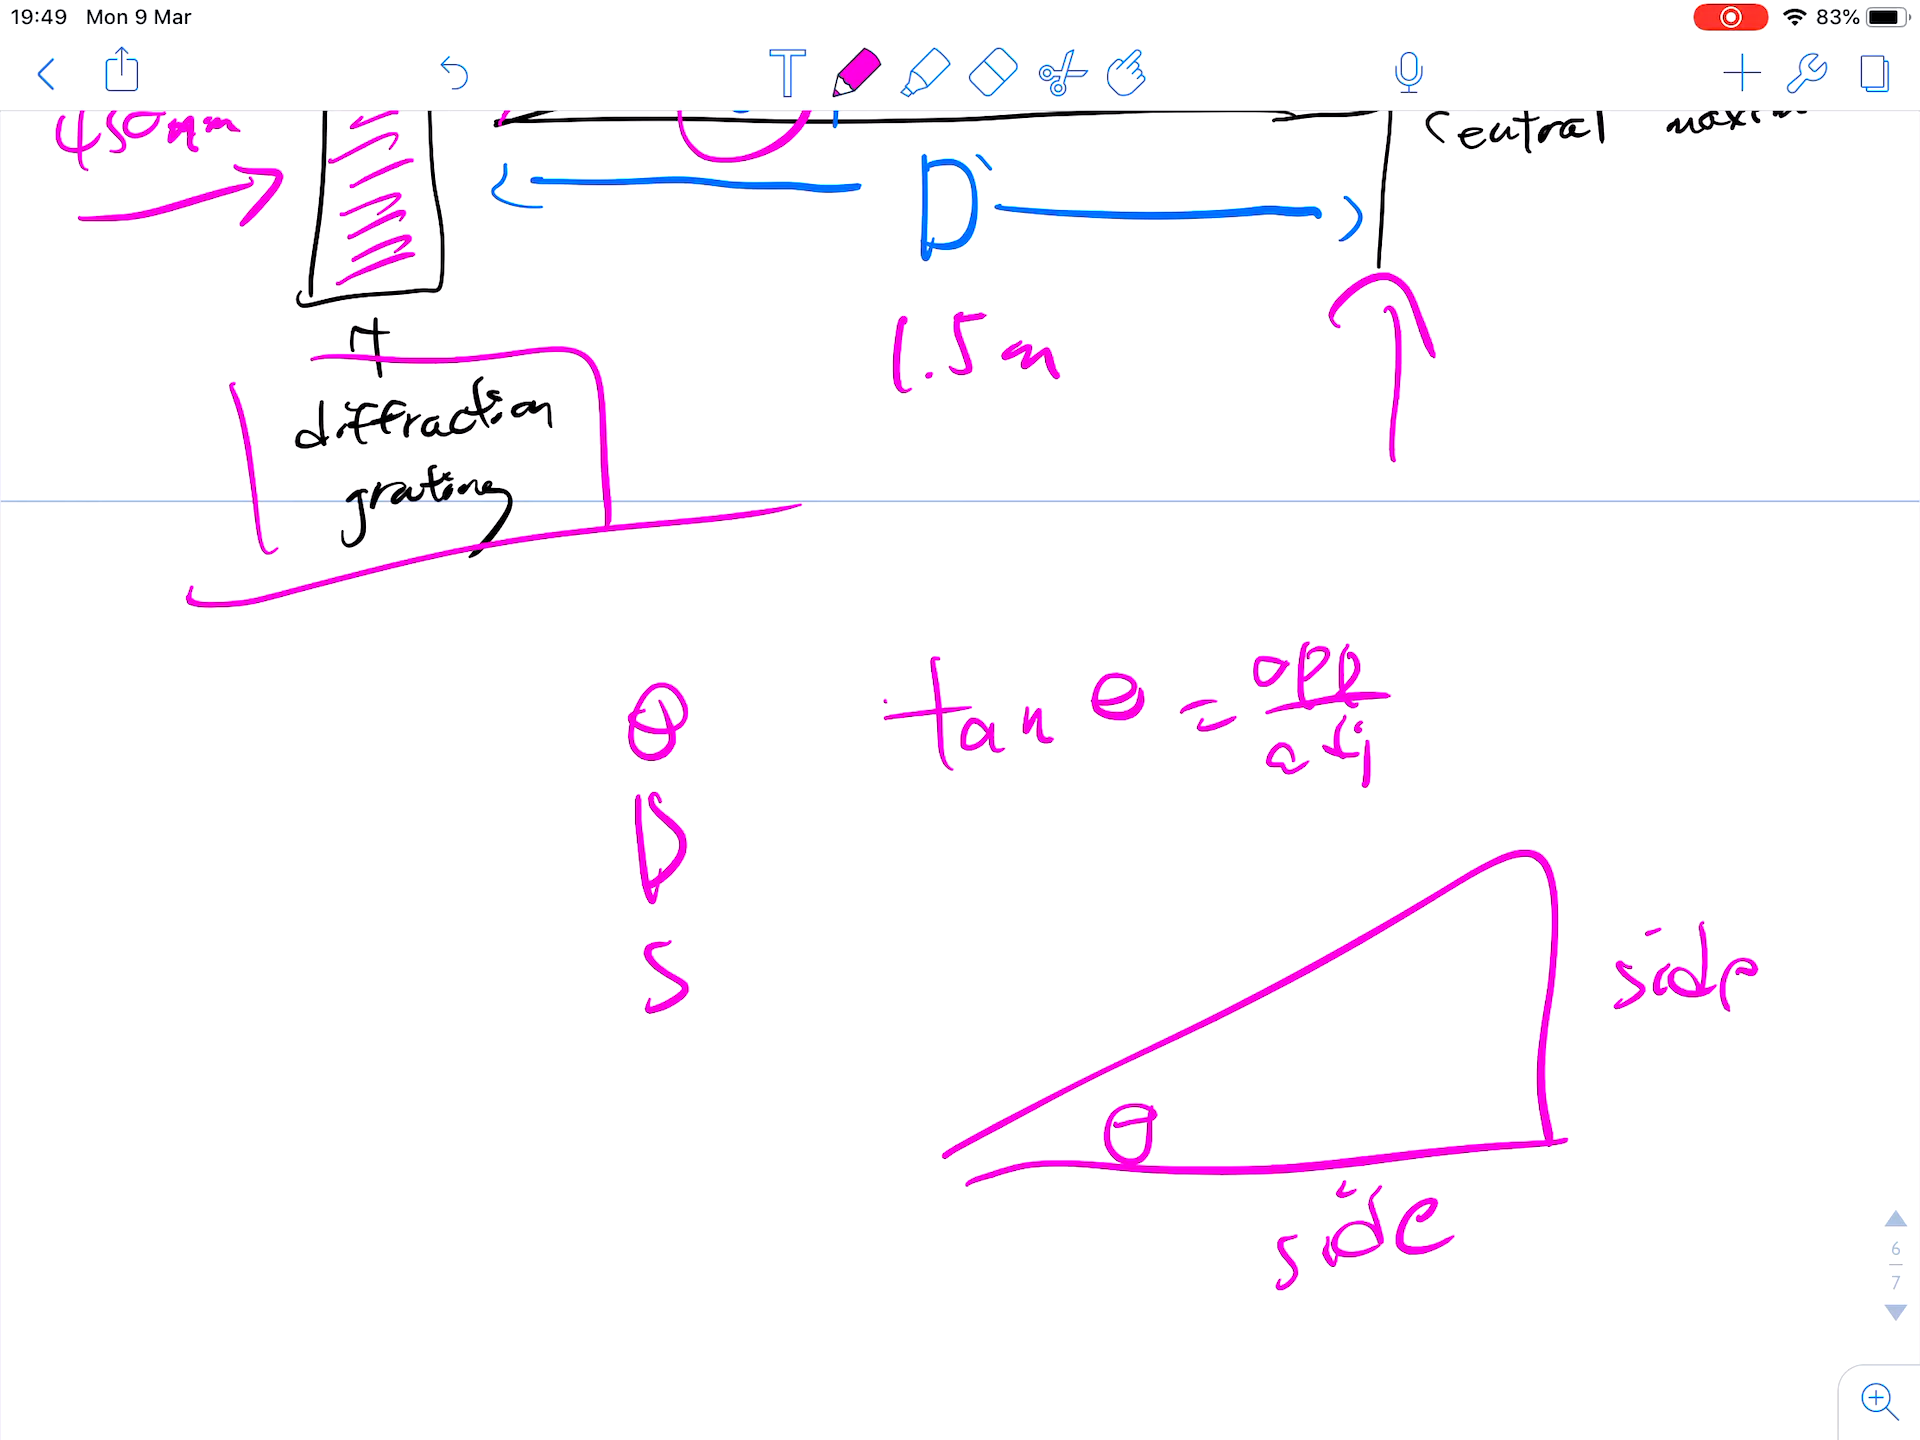 19:49 Mon 9 Mar
83%
T
450nm
Central maxim
D
1.5m
diffraction
grating
θ
tan θ = opp/adj
D
S
side
θ
side
6
7